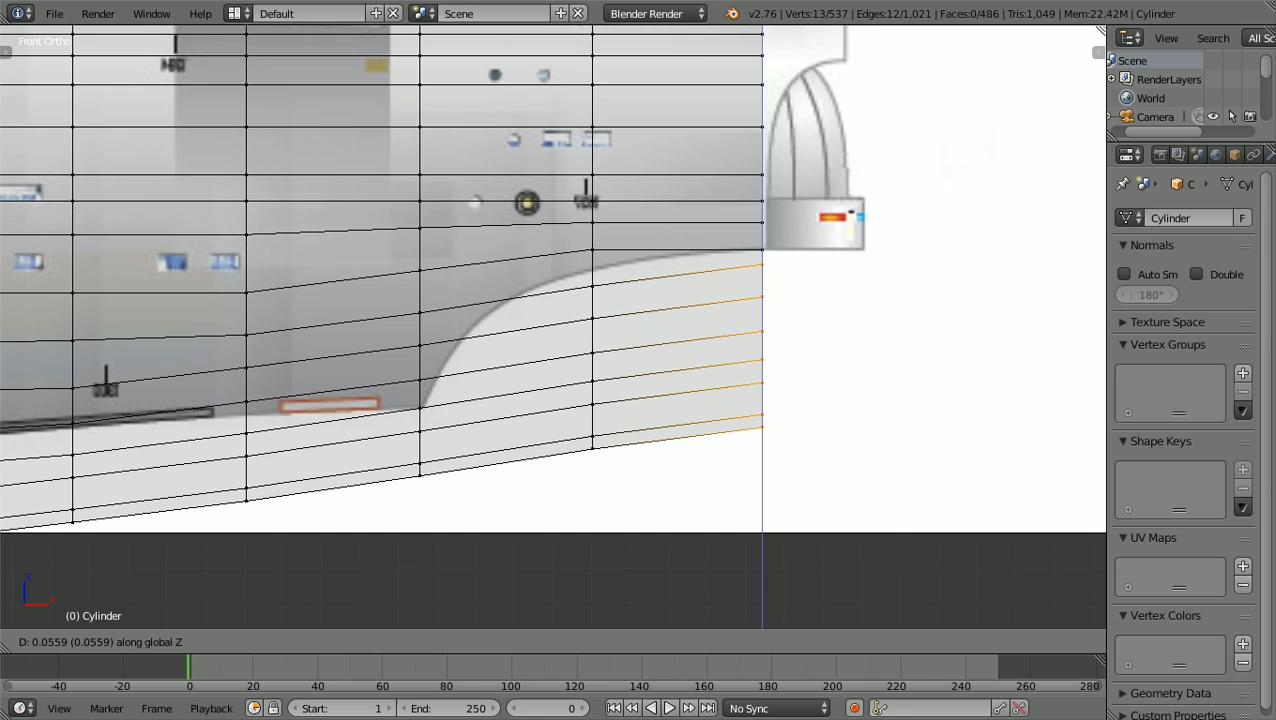 File Render Window Help Default Scene Blender Render v2.76 | Verts:13/537 | Edges:12/1,021 | Faces:0/486 | Tris:1,049 | Mem:22.42M | Cylinder
Front Ortho
View Search All Sc
Scene
RenderLayers
World
Camera
C Cyl
Cylinder F
Normals
Auto Sm Double
: 180°
Texture Space
Vertex Groups
Shape Keys
UV Maps
Vertex Colors
Geometry Data
Custom Properties
z
x
(0) Cylinder
D: 0.0559 (0.0559) along global Z
-40 -20 0 20 40 60 80 100 120 140 160 180 200 220 240 260 280
View Marker Frame Playback Start: 1 End: 250 0 No Sync